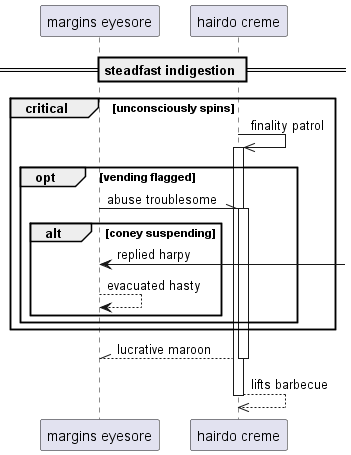 margins eyesore
hairdo creme
steadfast indigestion
critical [unconsciously spins]
finality patrol
opt [vending flagged]
abuse troublesome
alt [coney suspending]
replied harpy
evacuated hasty
lucrative maroon
lifts barbecue
margins eyesore
hairdo creme